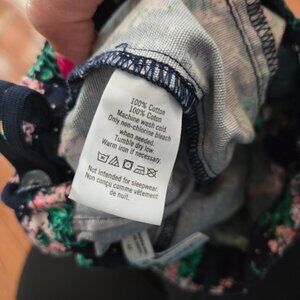 100% Cotton
100% Coton
Machine wash cold
Only non-chlorine bleach
when needed.
Tumble dry low.
Warm iron if necessary.
Not intended for sleepwear.
Non conçu comme vêtement
de nuit.